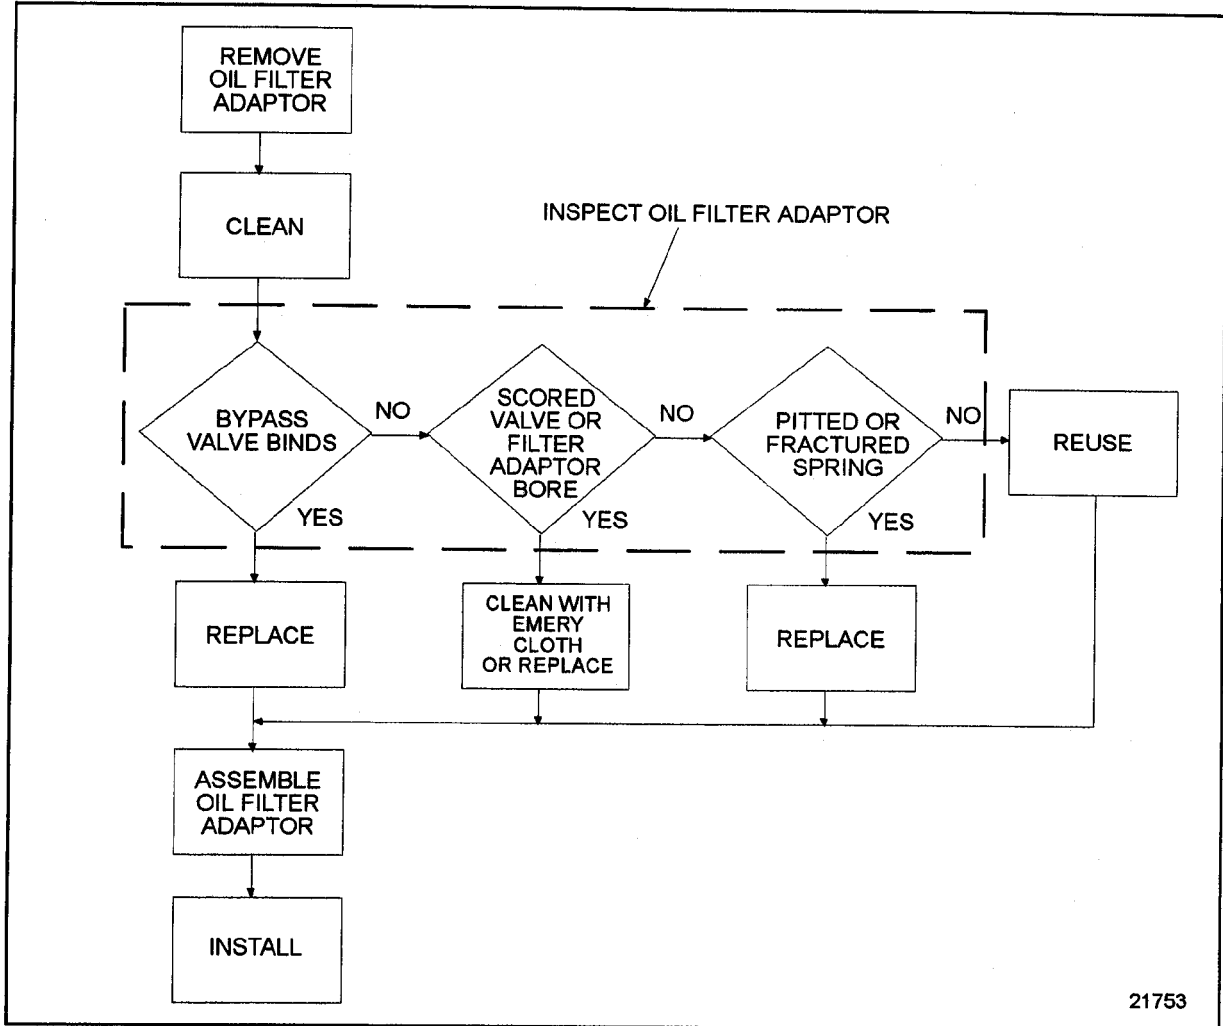 REMOVE
OIL FILTER
ADAPTOR
CLEAN
INSPECT OIL FILTER ADAPTOR
BYPASS
VALVE BINDS
NO
YES
SCORED
VALVE OR
FILTER
ADAPTOR
BORE
NO
YES
PITTED OR
FRACTURED
SPRING
NO
YES
REUSE
REPLACE
CLEAN WITH
EMERY
CLOTH
OR REPLACE
REPLACE
ASSEMBLE
OIL FILTER
ADAPTOR
INSTALL
21753